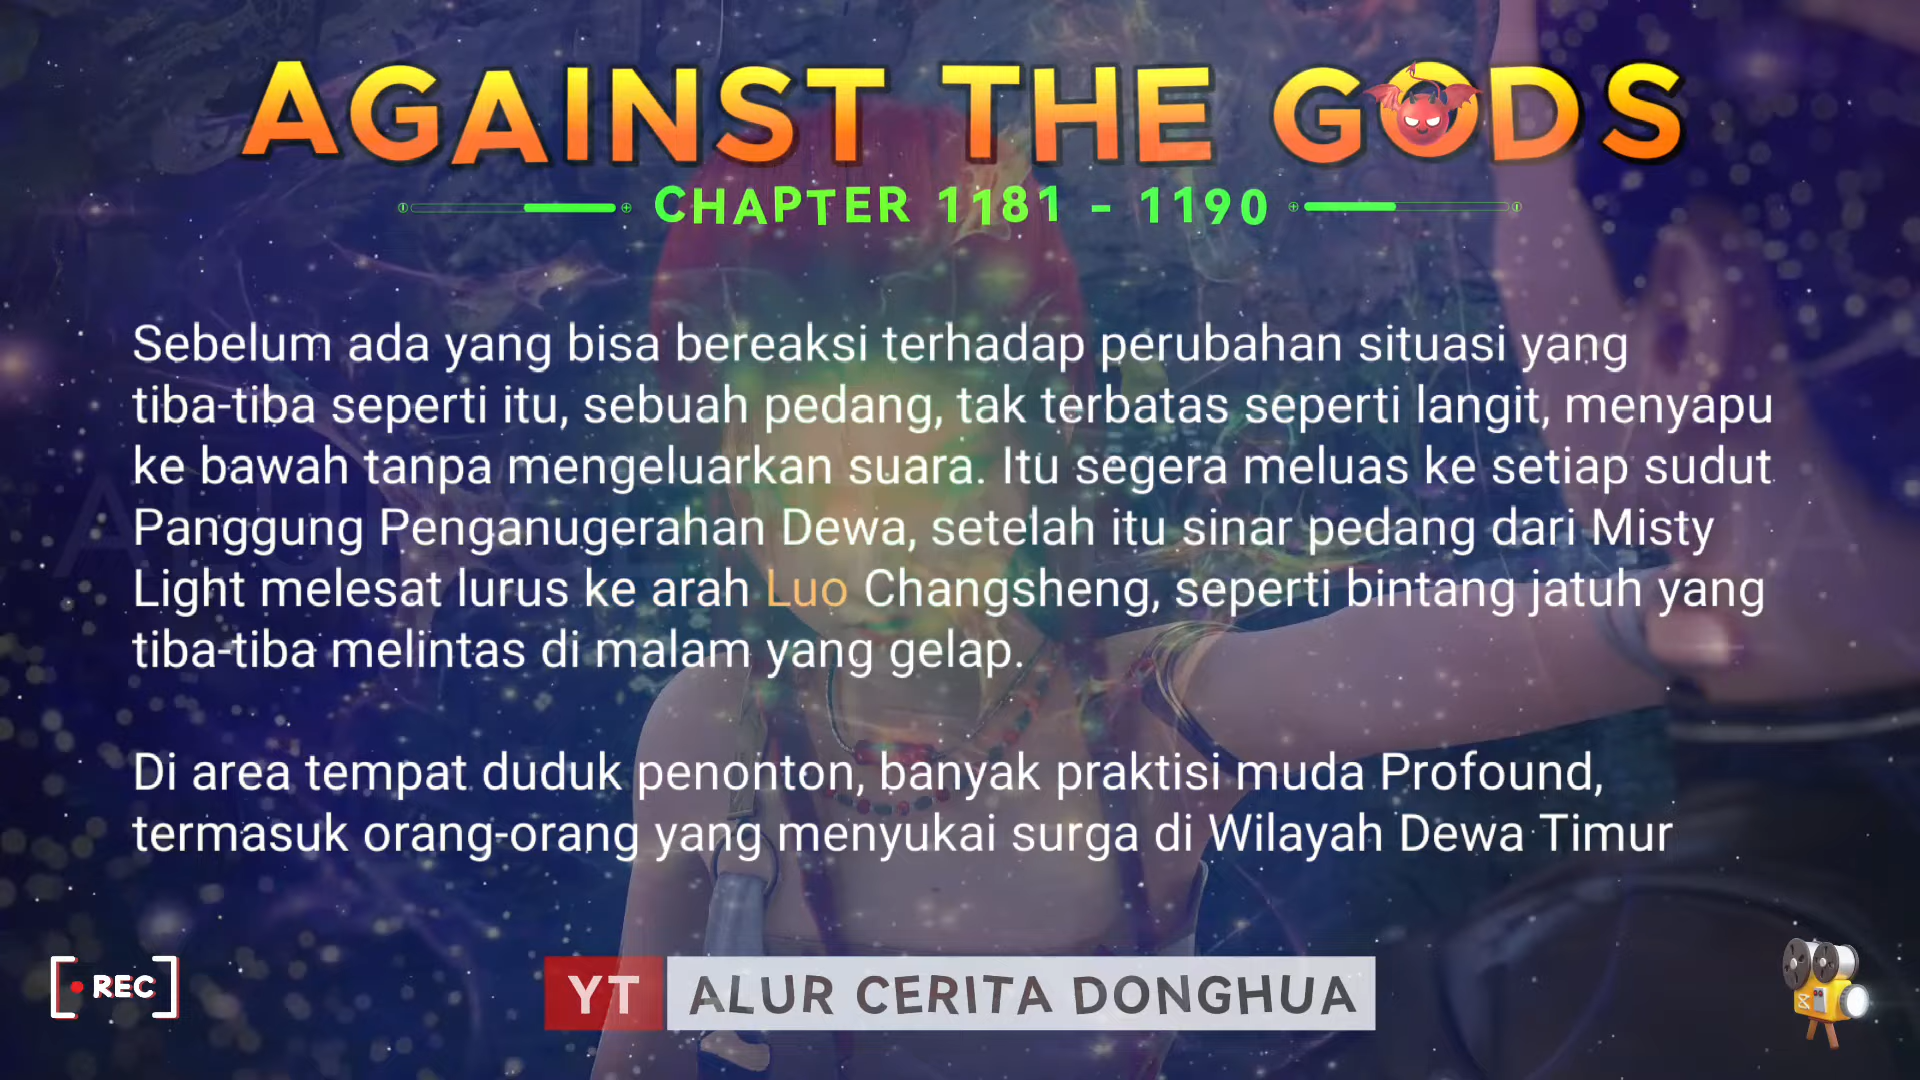 AGAINST THE GODS
CHAPTER 1181 - 1190
Sebelum ada yang bisa bereaksi terhadap perubahan situasi yang
tiba-tiba seperti itu, sebuah pedang, tak terbatas seperti langit, menyapu
ke bawah tanpa mengeluarkan suara. Itu segera meluas ke setiap sudut
Panggung Penganugerahan Dewa, setelah itu sinar pedang dari Misty
Light melesat lurus ke arah Luo Changsheng, seperti bintang jatuh yang
tiba-tiba melintas di malam yang gelap.
Di area tempat duduk penonton, banyak praktisi muda Profound,
termasuk orang-orang yang menyukai surga di Wilayah Dewa Timur
REC
YT ALUR CERITA DONGHUA